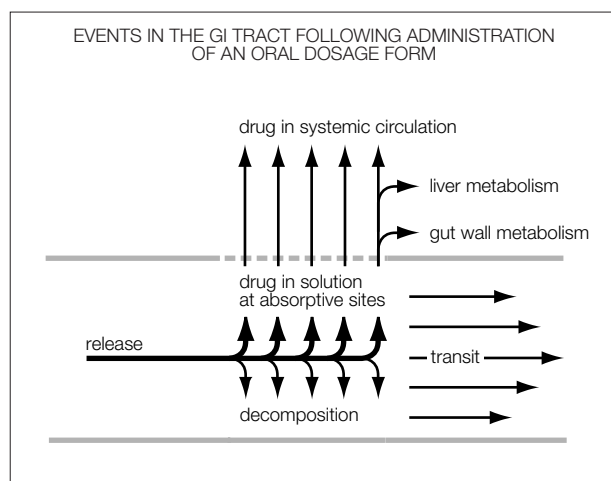 EVENTS IN THE GI TRACT FOLLOWING ADMINISTRATION
OF AN ORAL DOSAGE FORM
drug in systemic circulation
liver metabolism
gut wall metabolism
drug in solution
at absorptive sites
release
transit
decomposition